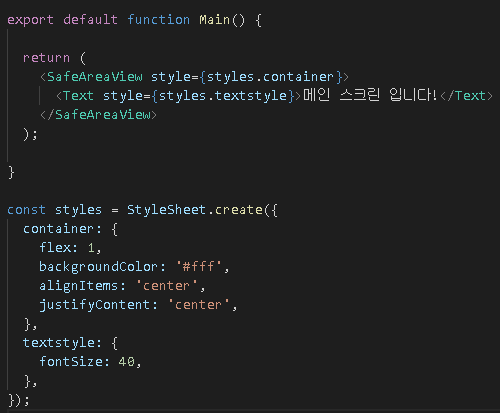 export default function Main() {
return (
<SafeAreaView style={styles.container}>
<Text style={styles.textstyle}>메인 스크린 입니다!</Text>
</SafeAreaView>
);
}
const styles = StyleSheet.create({
container: {
flex: 1,
backgroundColor: '#fff',
alignItems: 'center',
justifyContent: 'center',
},
textstyle: {
fontSize: 40,
},
});